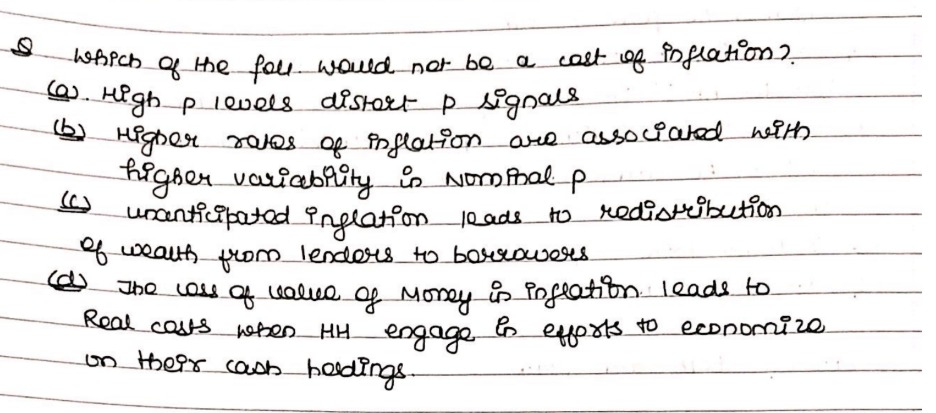 Q which of the foll. would not be a cost of inflation?
(a). High p levels distort p signals
(b) Higher rates of inflation are associated with
higher variability in Nominal p
(c) unanticipated inflation leads to redistribution
of wealth from lenders to borrowers
(d) The loss of value of Money in inflation leads to
Real costs when HH engage in efforts to economize
on their cash holdings.